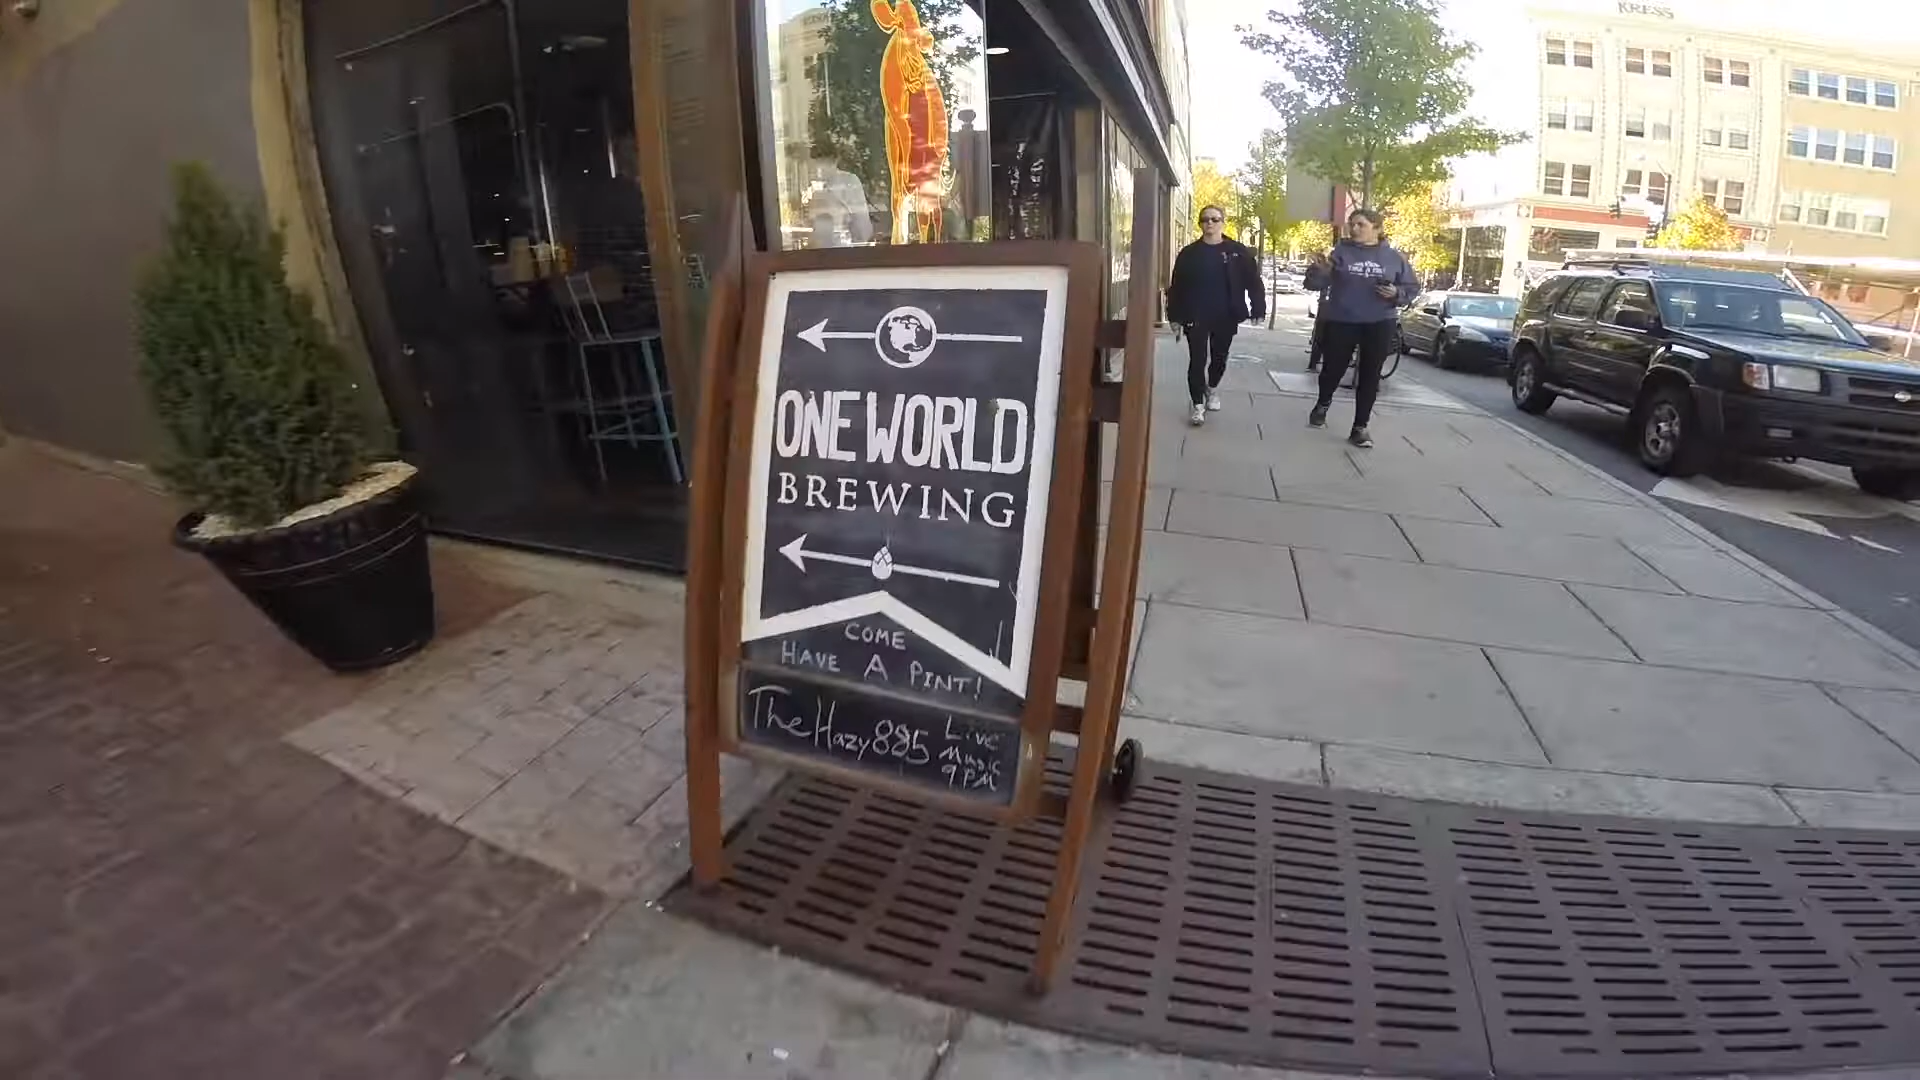 KRESS
ONE WORLD
BREWING
COME
HAVE A PINT!
The Hazy 885
Live
Music
9 PM